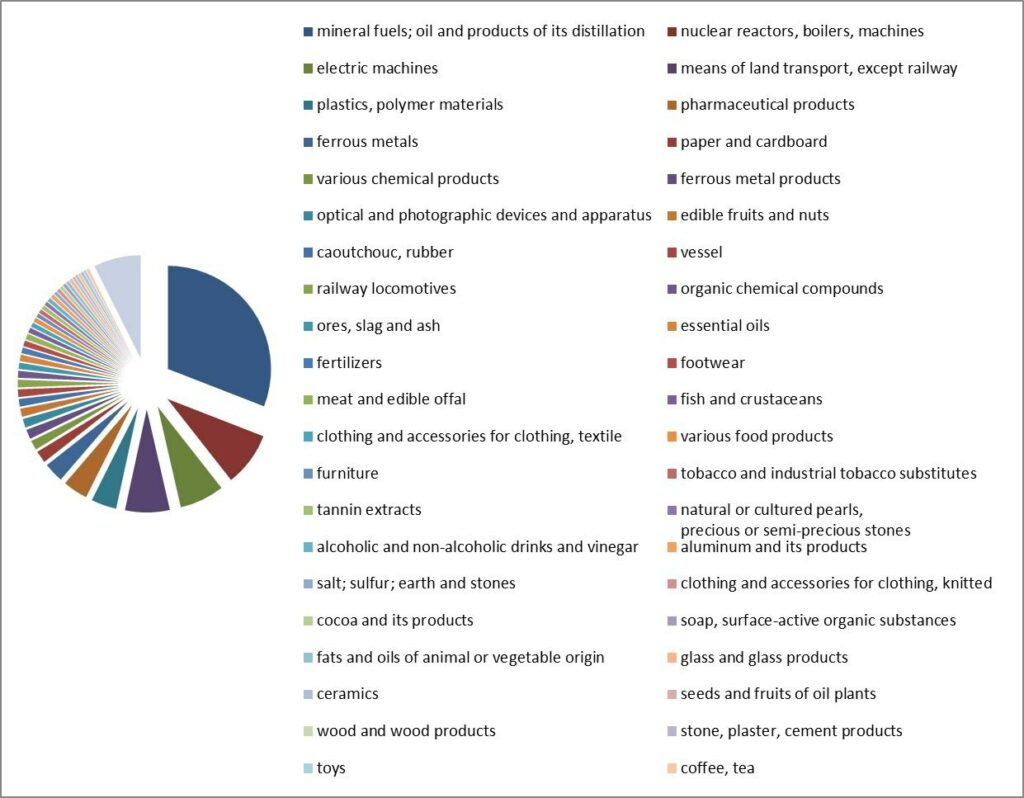 mineral fuels; oil and products of its distillation
nuclear reactors, boilers, machines
electric machines
means of land transport, except railway
plastics, polymer materials
pharmaceutical products
ferrous metals
paper and cardboard
various chemical products
ferrous metal products
optical and photographic devices and apparatus
edible fruits and nuts
caoutchouc, rubber
vessel
railway locomotives
organic chemical compounds
ores, slag and ash
essential oils
fertilizers
footwear
meat and edible offal
fish and crustaceans
clothing and accessories for clothing, textile
various food products
furniture
tobacco and industrial tobacco substitutes
tannin extracts
natural or cultured pearls,
precious or semi-precious stones
alcoholic and non-alcoholic drinks and vinegar
aluminum and its products
salt; sulfur; earth and stones
clothing and accessories for clothing, knitted
cocoa and its products
soap, surface-active organic substances
fats and oils of animal or vegetable origin
glass and glass products
ceramics
seeds and fruits of oil plants
wood and wood products
stone, plaster, cement products
toys
coffee, tea